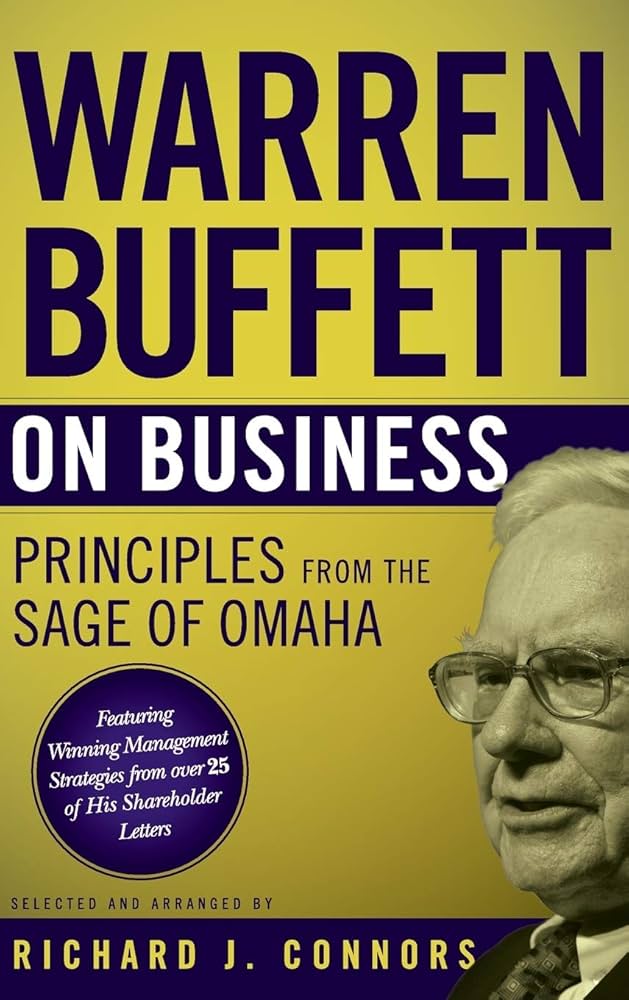 WARREN
BUFFETT
ON BUSINESS
PRINCIPLES FROM THE
SAGE OF OMAHA
Featuring
Winning Management
Strategies from over 25
of His Shareholder
Letters
SELECTED AND ARRANGED BY
RICHARD J. CONNORS